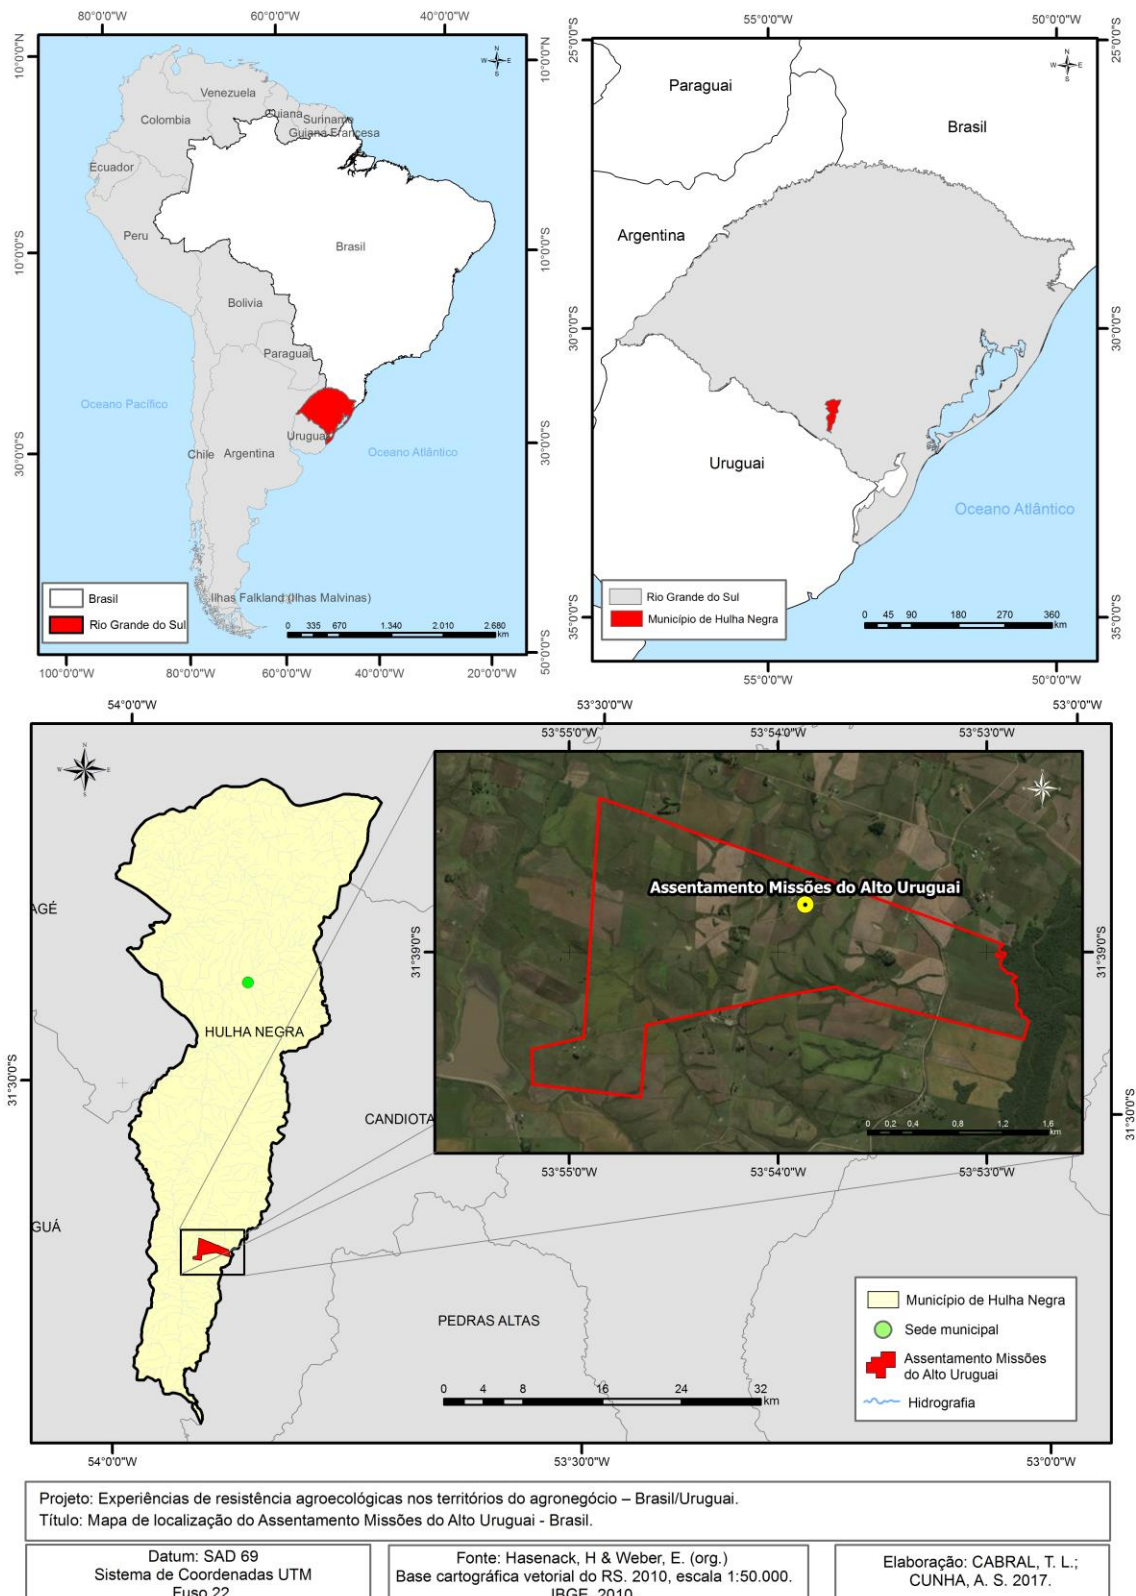 80°0'0"W 60°0'0"W 40°0'0"W
10°0'0"N 10°0'0"N
N
W E
S
Venezuela
Colombia
Guiana
Suriname
Guiana Francesa
Ecuador
Peru
Brasil
10°0'0"S 10°0'0"S
Bolivia
Paraguai
Oceano Pacífico
Uruguai
30°0'0"S 30°0'0"S
Chile
Argentina
Oceano Atlântico
Ilhas Falkland (Ilhas Malvinas)
Brasil
Rio Grande do Sul
0 335 670 1.340 2.010 2.680
km
50°0'0"S
100°0'0"W 80°0'0"W 60°0'0"W 40°0'0"W 20°0'0"W
55°0'0"W 50°0'0"W
25°0'0"S 25°0'0"S
N
W E
S
Paraguai
Brasil
Argentina
30°0'0"S 30°0'0"S
Uruguai
Oceano Atlântico
Rio Grande do Sul
Município de Hulha Negra
0 45 90 180 270 360
km
35°0'0"S 35°0'0"S
55°0'0"W 50°0'0"W
54°0'0"W 53°30'0"W 53°0'0"W
N
W E
S
53°55'0"W 53°54'0"W 53°53'0"W
Assentamento Missões do Alto Uruguai
31°39'0"S 31°39'0"S
0 0,2 0,4 0,8 1,2 1,6
km
53°55'0"W 53°54'0"W 53°53'0"W
AGÉ
HULHA NEGRA
31°30'0"S 31°30'0"S
CANDIOTA
GUÁ
PEDRAS ALTAS
0 4 8 16 24 32
km
Município de Hulha Negra
Sede municipal
Assentamento Missões
do Alto Uruguai
Hidrografia
54°0'0"W 53°30'0"W 53°0'0"W
Projeto: Experiências de resistência agroecológicas nos territórios do agronegócio – Brasil/Uruguai.
Título: Mapa de localização do Assentamento Missões do Alto Uruguai - Brasil.
Datum: SAD 69
Sistema de Coordenadas UTM
Fuso 22
Fonte: Hasenack, H & Weber, E. (org.)
Base cartográfica vetorial do RS. 2010, escala 1:50.000.
IBGE, 2010
Elaboração: CABRAL, T. L.;
CUNHA, A. S. 2017.